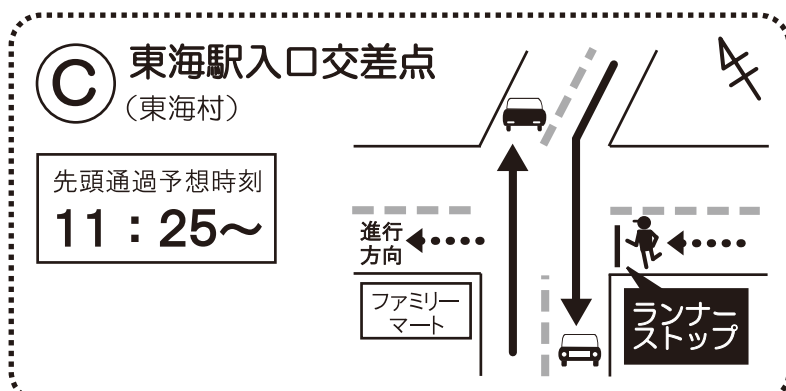 C
東海駅入口交差点
（東海村）
先頭通過予想時刻
11：25～
進行
方向
ファミリー
マート
ランナー
ストップ